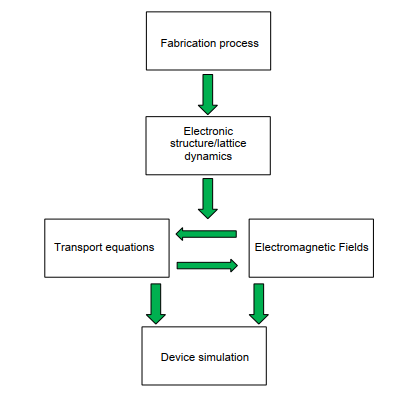 Fabrication process
Electronic
structure/lattice
dynamics
Transport equations
Electromagnetic Fields
Device simulation